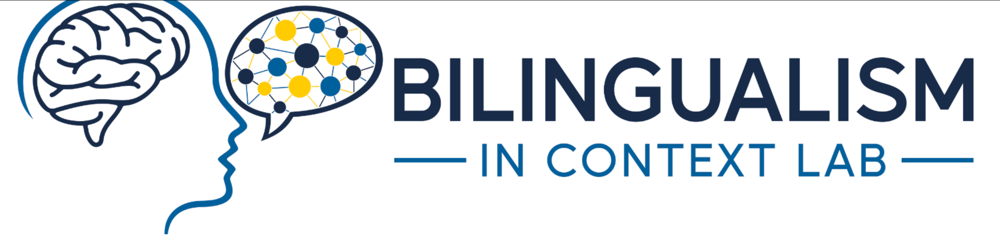 BILINGUALISM
IN CONTEXT LAB